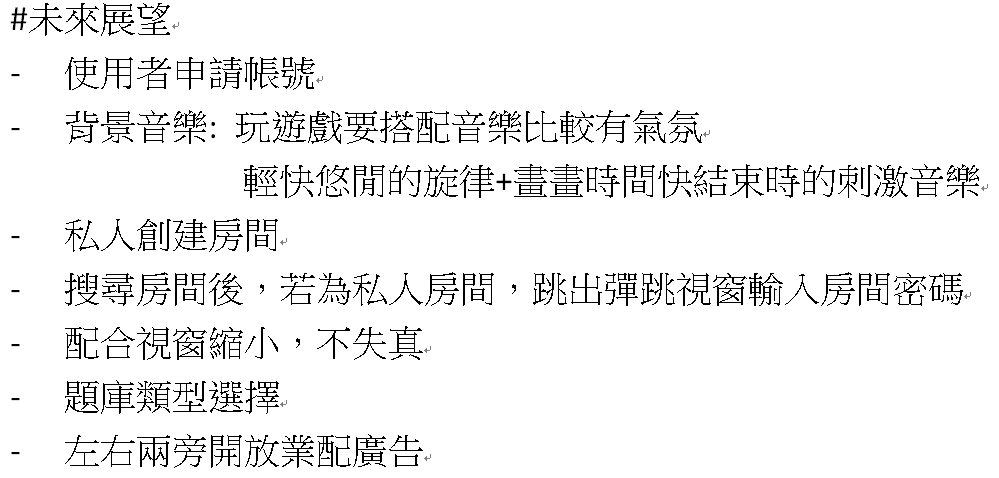 #未來展望
- 使用者申請帳號
- 背景音樂: 玩遊戲要搭配音樂比較有氣氛
輕快悠閒的旋律+畫畫時間快結束時的刺激音樂
- 私人創建房間
- 搜尋房間後，若為私人房間，跳出彈跳視窗輸入房間密碼
- 配合視窗縮小，不失真
- 題庫類型選擇
- 左右兩旁開放業配廣告